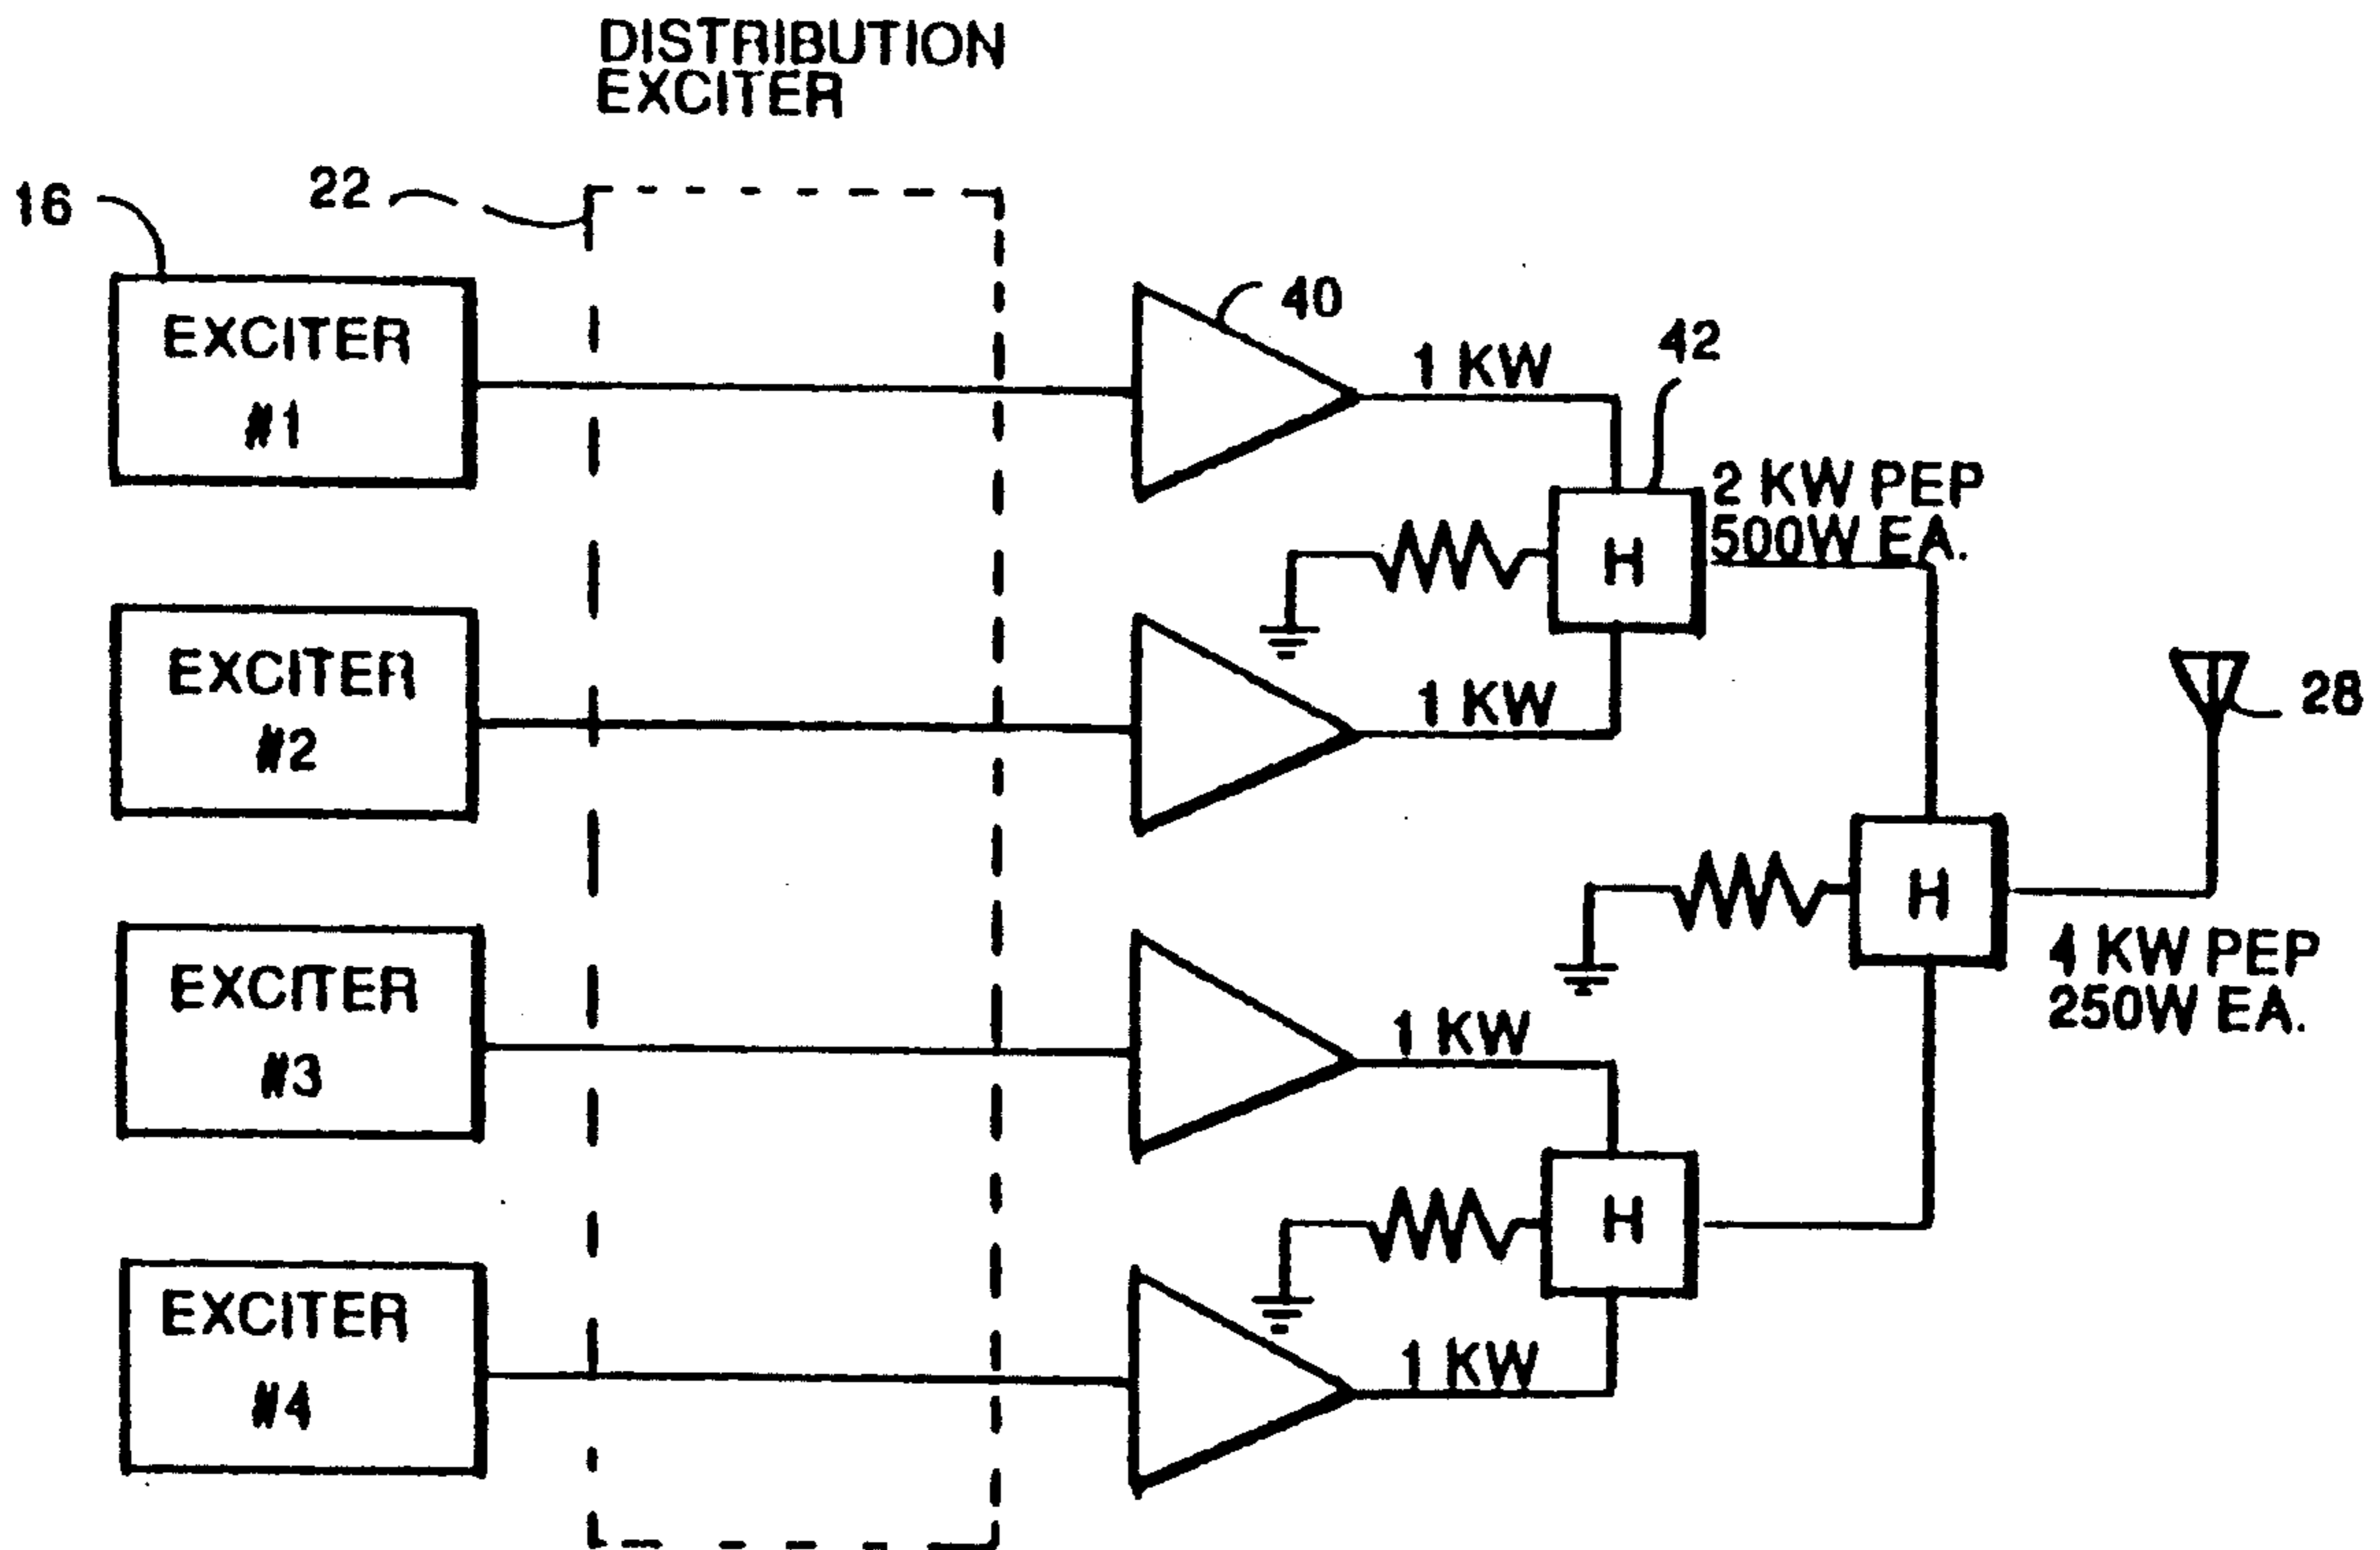 DISTRIBUTION
EXCITER
16
22
40
42
28
EXCITER
#1
EXCITER
#2
EXCITER
#3
EXCITER
#4
1 KW
1 KW
1 KW
1 KW
H
H
H
2 KW PEP
500W EA.
4 KW PEP
250W EA.